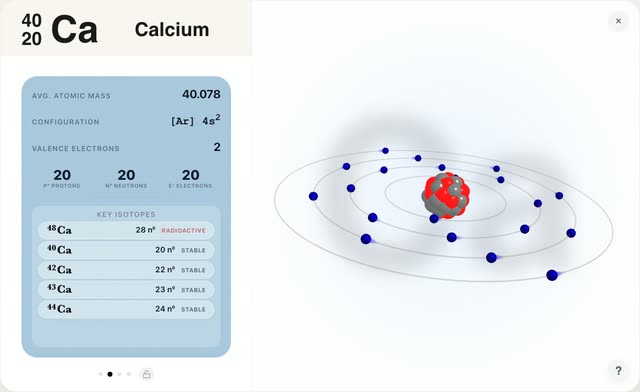 40
20
Ca
Calcium
×
AVG. ATOMIC MASS 40.078
CONFIGURATION [Ar] 4s²
VALENCE ELECTRONS 2
20 20 20
P⁺ PROTONS N⁰ NEUTRONS E⁻ ELECTRONS
KEY ISOTOPES
⁴⁸Ca 28 n⁰ RADIOACTIVE
⁴⁰Ca 20 n⁰ STABLE
⁴²Ca 22 n⁰ STABLE
⁴³Ca 23 n⁰ STABLE
⁴⁴Ca 24 n⁰ STABLE
?